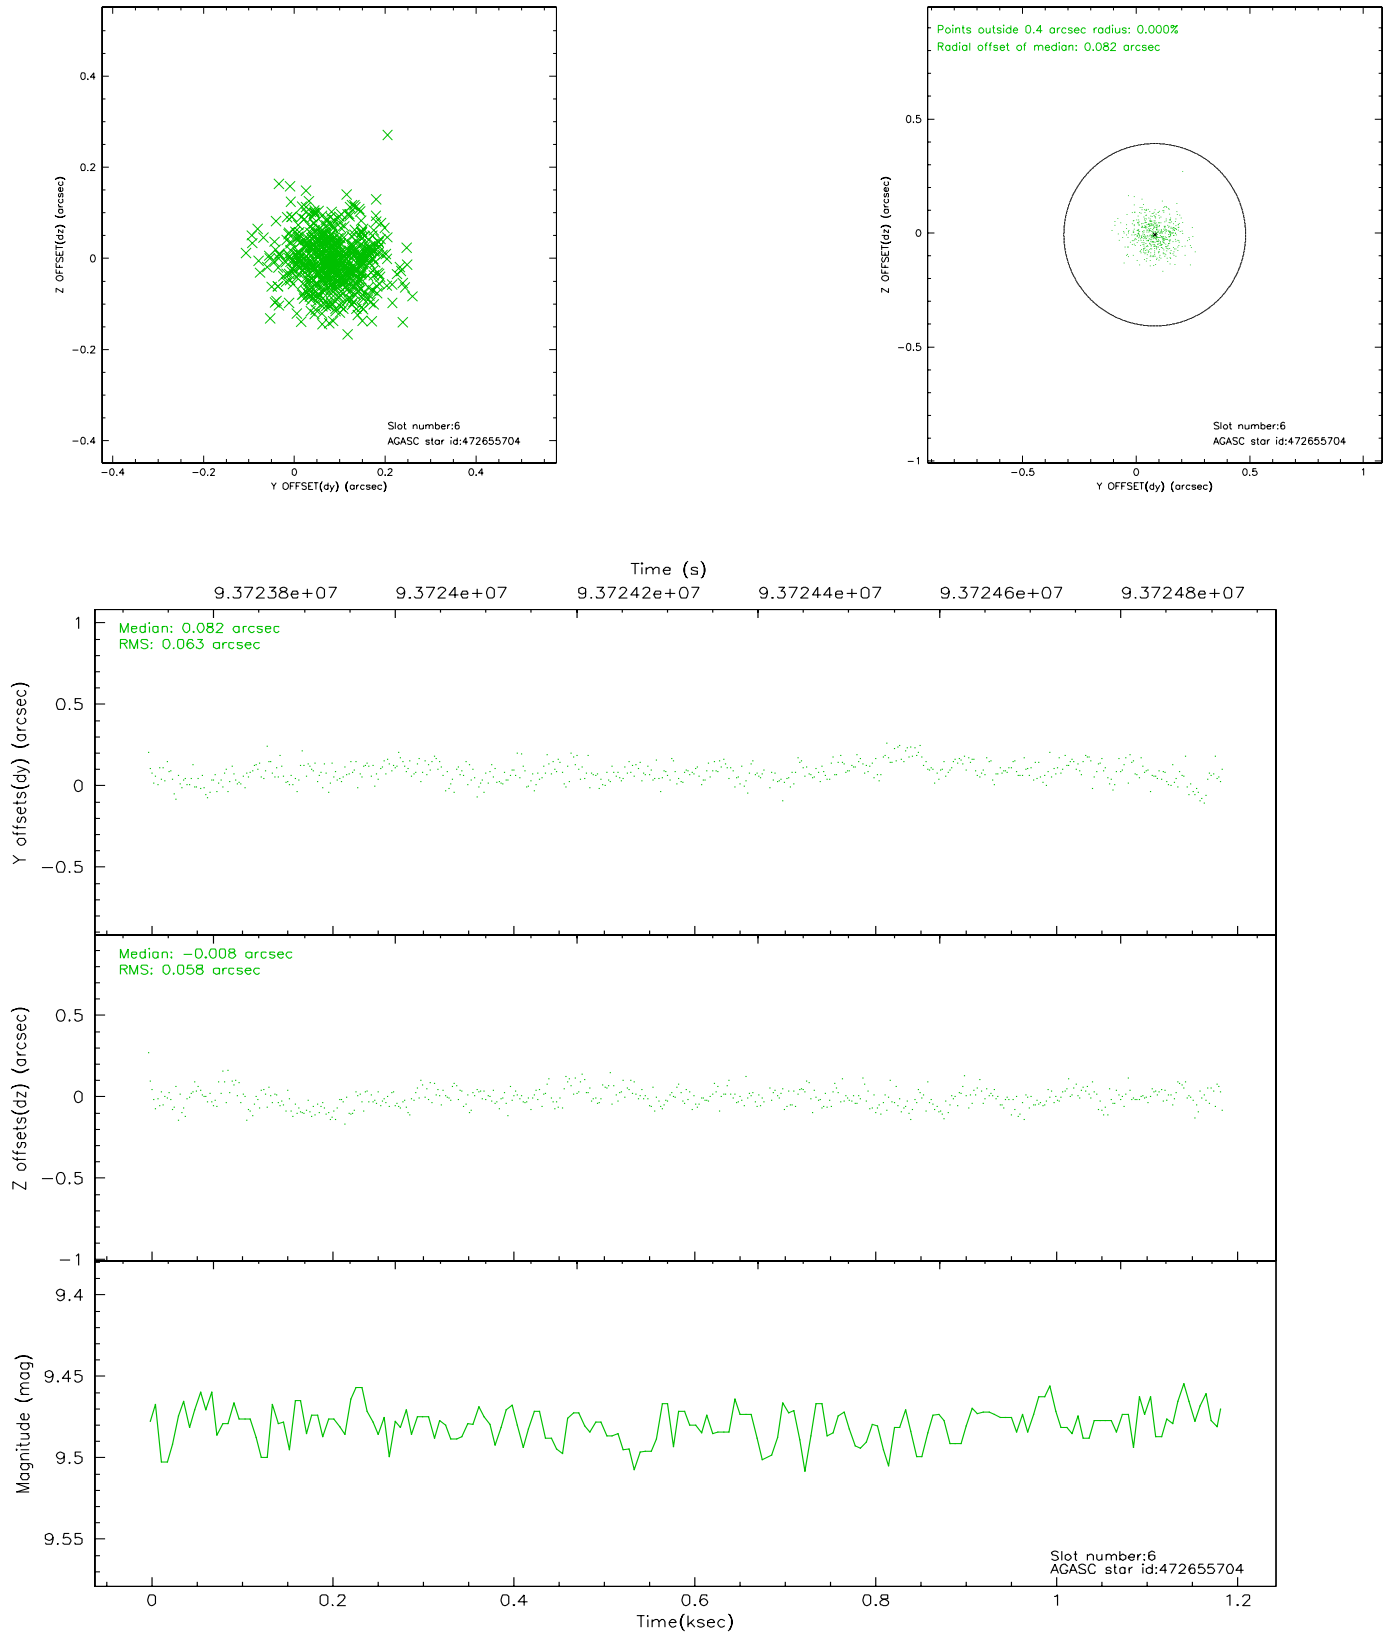 0.4
0.2
0
−0.2
−0.4
Z OFFSET(dz) (arcsec)
Slot number:6
AGASC star id:472655704
−0.4 −0.2 0 0.2 0.4
Y OFFSET(dy) (arcsec)
Points outside 0.4 arcsec radius: 0.000%
Radial offset of median: 0.082 arcsec
0.5
0
−0.5
−1
Z OFFSET(dz) (arcsec)
Slot number:6
AGASC star id:472655704
−0.5 0 0.5 1
Y OFFSET(dy) (arcsec)
Time (s)
9.37238e+07 9.3724e+07 9.37242e+07 9.37244e+07 9.37246e+07 9.37248e+07
Median: 0.082 arcsec
RMS: 0.063 arcsec
1
0.5
0
−0.5
Y offsets(dy) (arcsec)
Median: −0.008 arcsec
RMS: 0.058 arcsec
0.5
0
−0.5
−1
Z offsets(dz) (arcsec)
9.4
9.45
9.5
9.55
Magnitude (mag)
Slot number:6
AGASC star id:472655704
0 0.2 0.4 0.6 0.8 1 1.2
Time(ksec)